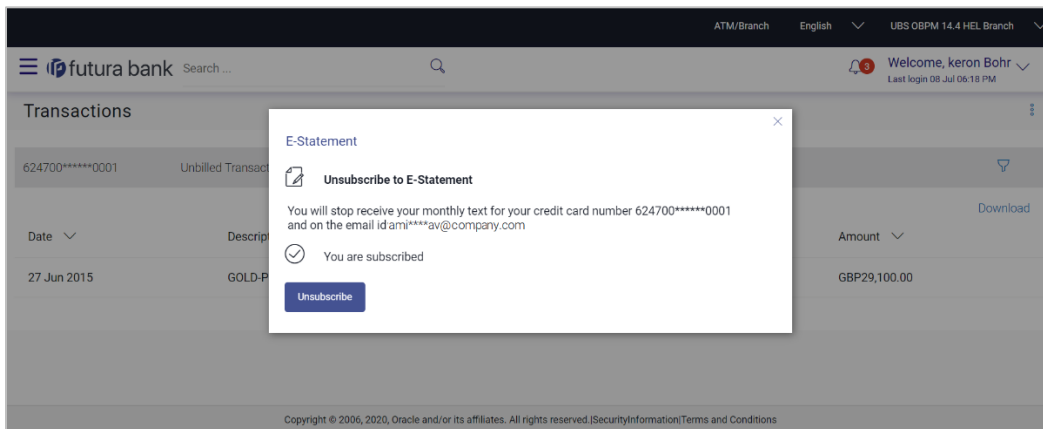 ATM/Branch English UBS OBPM 14.4 HEL Branch
futura bank Search ... 3 Welcome, keron Bohr
Last login 08 Jul 06:18 PM
Transactions
E-Statement
624700******0001 Unbilled Transact
Unsubscribe to E-Statement
You will stop receive your monthly text for your credit card number 624700******0001
and on the email id:ami****av@company.com
Download
Date Descript Amount
You are subscribed
27 Jun 2015 GOLD-P GBP29,100.00
Unsubscribe
Copyright © 2006, 2020, Oracle and/or its affiliates. All rights reserved.|SecurityInformation|Terms and Conditions